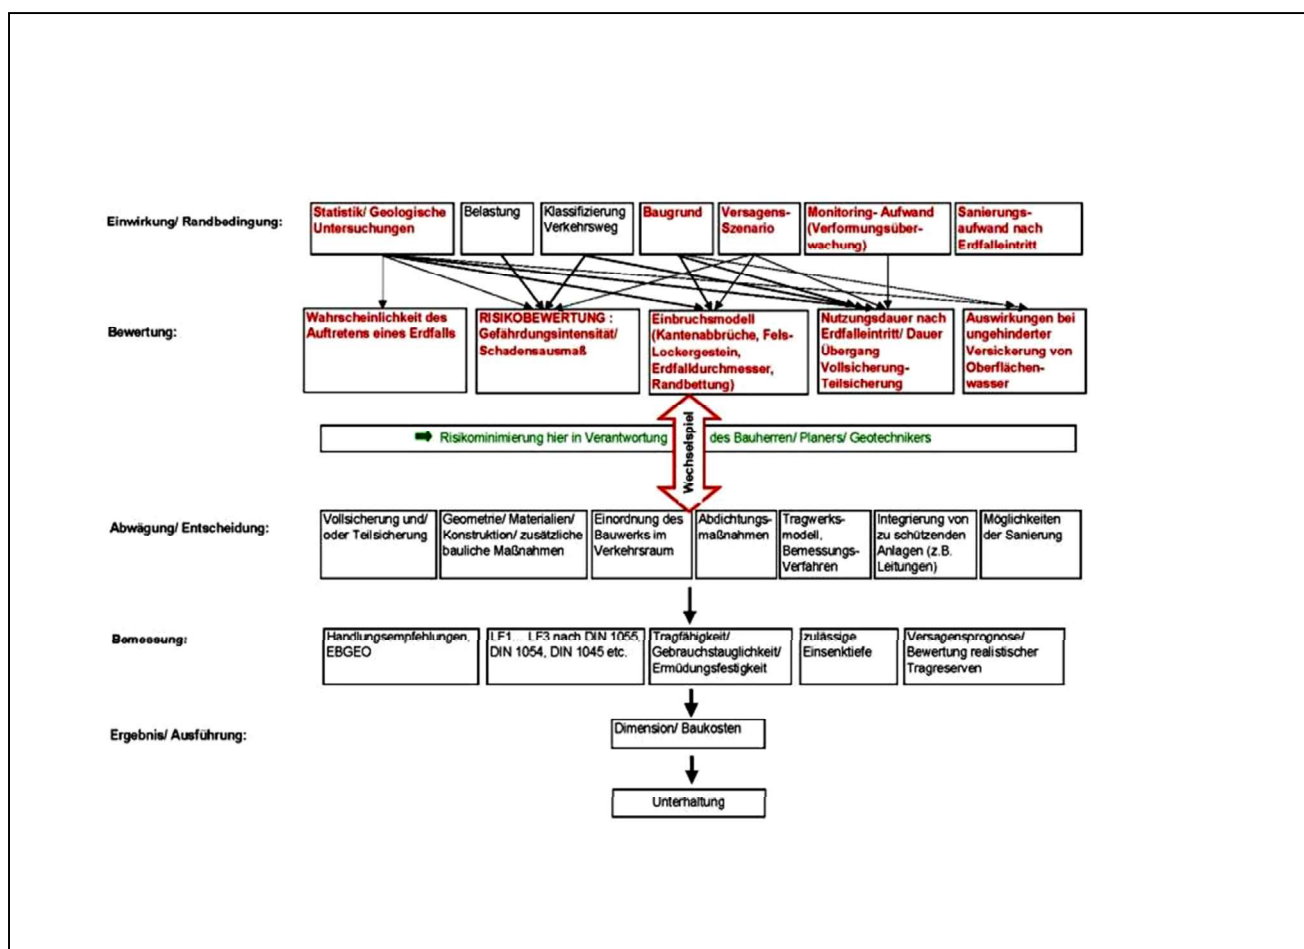 Einwirkung/ Randbedingung:
Statistik/ Geologische
Untersuchungen
Belastung
Klassifizierung
Verkehrsweg
Baugrund
Versagens-
Szenario
Monitoring- Aufwand
(Verformungsüber-
wachung)
Sanierungs-
aufwand nach
Erdfalleintritt
Bewertung:
Wahrscheinlichkeit des
Auftretens eines Erdfalls
RISIKOBEWERTUNG :
Gefährdungsintensität/
Schadensausmaß
Einbruchsmodell
(Kantenabbrüche, Fels-
Lockergestein,
Erdfalldurchmesser,
Randbettung)
Nutzungsdauer nach
Erdfalleintritt/ Dauer
Übergang
Vollsicherung-
Teilsicherung
Auswirkungen bei
ungehinderter
Versickerung von
Oberflächen-
wasser
Risikominimierung hier in Verantwortung des Bauherren/ Planers/ Geotechnikers
Wechselspiel
Abwägung/ Entscheidung:
Vollsicherung und/
oder Teilsicherung
Geometrie/ Materialien/
Konstruktion/ zusätzliche
bauliche Maßnahmen
Einordnung des
Bauwerks im
Verkehrsraum
Abdichtungs-
maßnahmen
Tragwerks-
modell,
Bemessungs-
Verfahren
Integrierung von
zu schützenden
Anlagen (z.B.
Leitungen)
Möglichkeiten
der Sanierung
Bemessung:
Handlungsempfehlungen,
EBGEO
LF1... LF3 nach DIN 1055,
DIN 1054, DIN 1045 etc.
Tragfähigkeit/
Gebrauchstauglichkeit/
Ermüdungsfestigkeit
zulässige
Einsenktiefe
Versagensprognose/
Bewertung realistischer
Tragreserven
Ergebnis/ Ausführung:
Dimension/ Baukosten
Unterhaltung